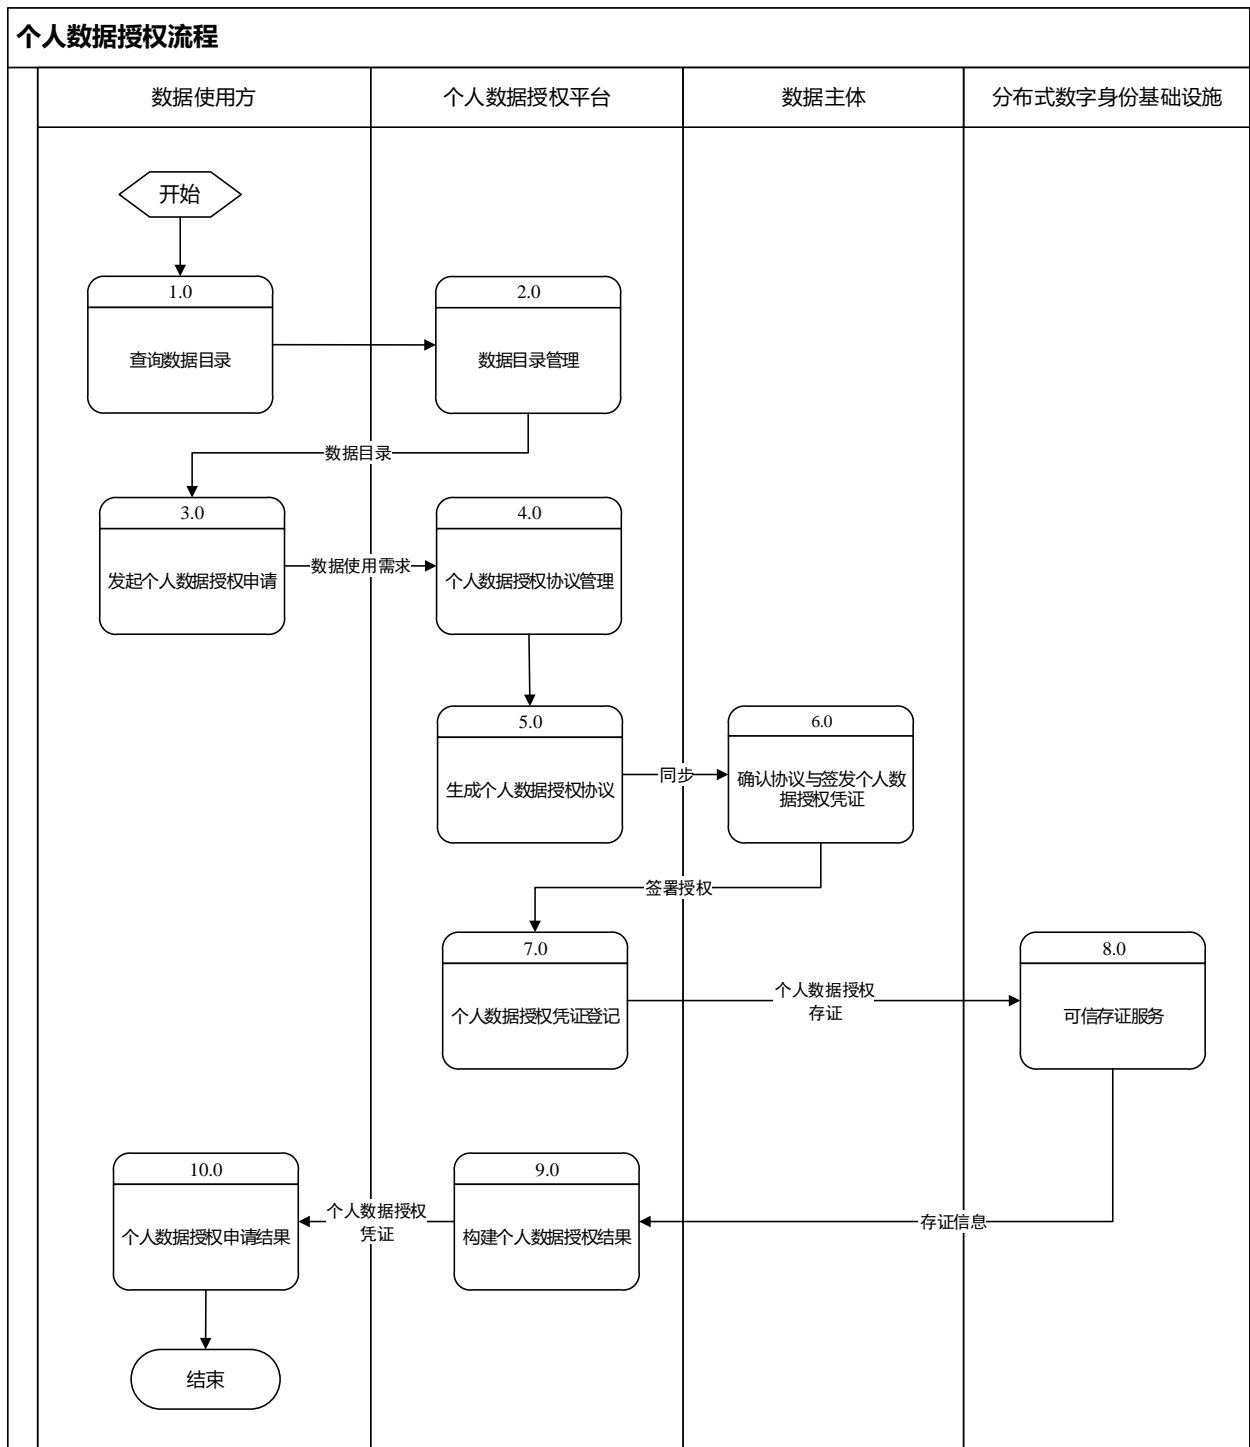 个人数据授权流程
数据使用方
个人数据授权平台
数据主体
分布式数字身份基础设施
开始
1.0
查询数据目录
2.0
数据目录管理
数据目录
3.0
发起个人数据授权申请
数据使用需求
4.0
个人数据授权协议管理
5.0
生成个人数据授权协议
同步
6.0
确认协议与签发个人数
据授权凭证
签署授权
7.0
个人数据授权凭证登记
个人数据授权
存证
8.0
可信存证服务
10.0
个人数据授权申请结果
个人数据授权
凭证
9.0
构建个人数据授权结果
存证信息
结束